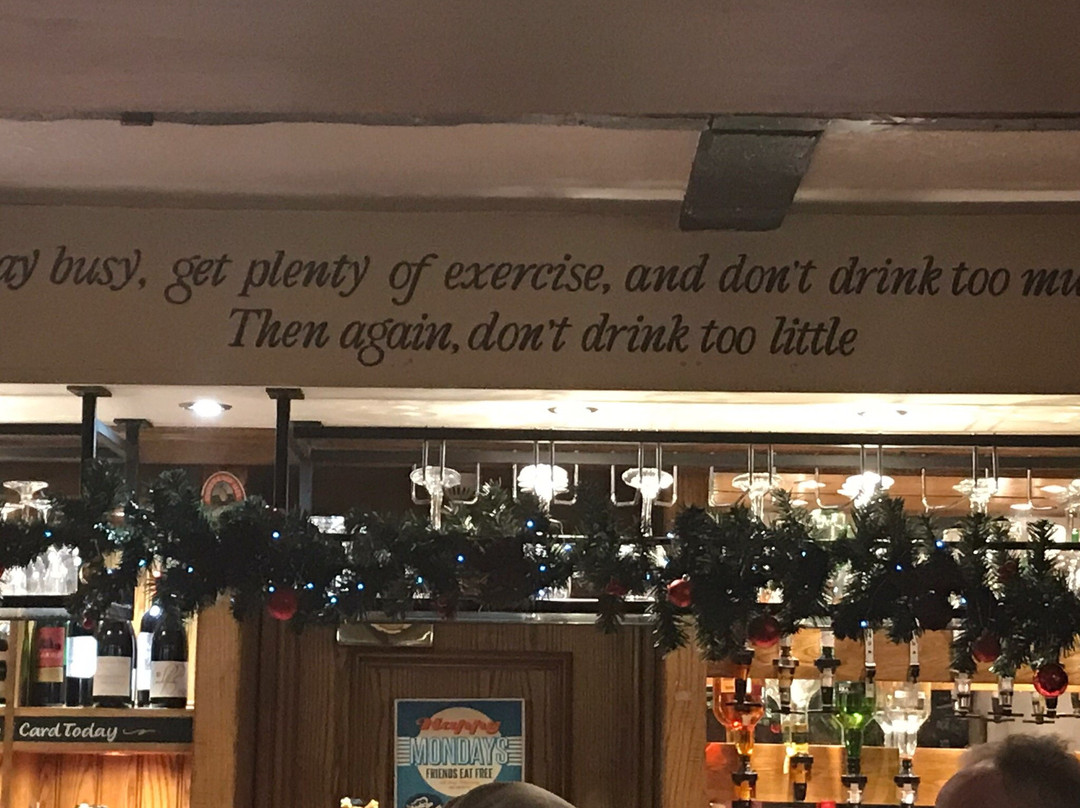 ay busy, get plenty of exercise, and don't drink too mu
Then again, don't drink too little
Card Today
Happy
MONDAYS
FRIENDS EAT FREE